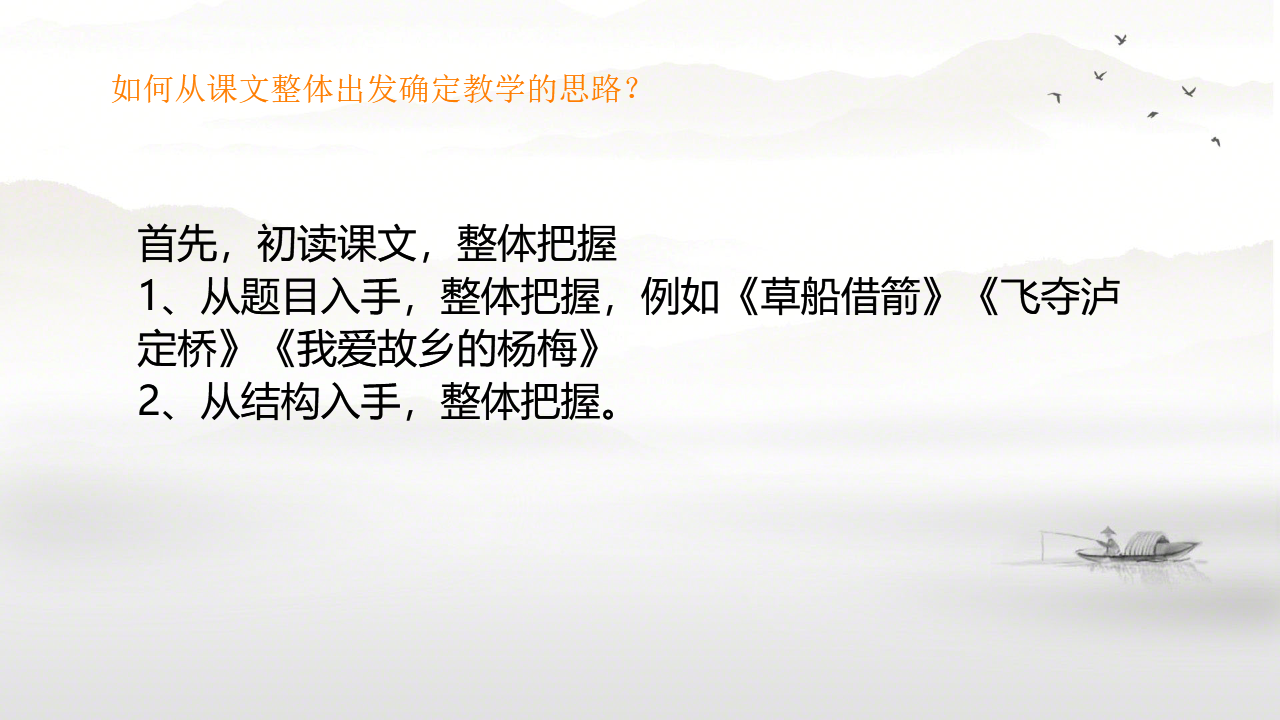 如何从课文整体出发确定教学的思路？
首先，初读课文，整体把握
1、从题目入手，整体把握，例如《草船借箭》《飞夺泸
定桥》《我爱故乡的杨梅》
2、从结构入手，整体把握。